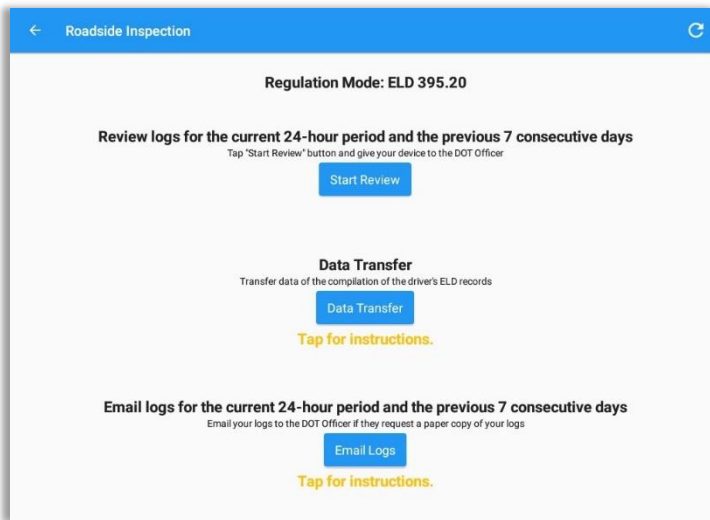 Roadside Inspection
Regulation Mode: ELD 395.20
Review logs for the current 24-hour period and the previous 7 consecutive days
Tap "Start Review" button and give your device to the DOT Officer
Start Review
Data Transfer
Transfer data of the compilation of the driver's ELD records
Data Transfer
Tap for instructions.
Email logs for the current 24-hour period and the previous 7 consecutive days
Email your logs to the DOT Officer if they request a paper copy of your logs
Email Logs
Tap for instructions.